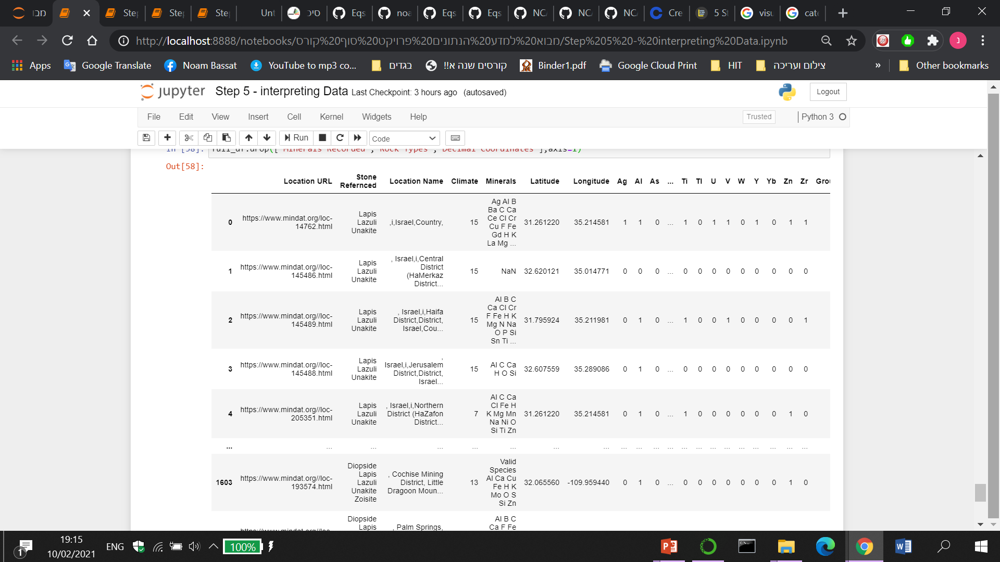 מבו Step Step Step Unt סיכ Eqs noa Eqs Eqs NC NC NC Cre 5 S visu cate
http://localhost:8888/notebooks/מבוא%20למדע%20הנתונים%20פרויקט%20סוף%20קורס/Step%205%20-%20interpreting%20Data.ipynb
Apps Google Translate Noam Bassat YouTube to mp3 co... בגדים קורסים שנה א!! Binder1.pdf Google Cloud Print HIT צילום ועריכה » Other bookmarks
jupyter Step 5 - interpreting Data Last Checkpoint: 3 hours ago (autosaved) Logout
File Edit View Insert Cell Kernel Widgets Help Trusted Python 3
Run Code
In [58]: full_df.drop(['Minerals Recorded','Rock Types','Decimal Coordinates'],axis=1)
Out[58]:
Location URL Stone Refernced Location Name Climate Minerals Latitude Longitude Ag Al As ... Ti Tl U V W Y Yb Zn Zr Grou
0 https://www.mindat.org/loc-14762.html Lapis Lazuli Unakite ,i,Israel,Country, 15 Ag Al B Ba C Ca Ce Cl Cr Cu F Fe Gd H K La Mg ... 31.261220 35.214581 1 1 0 ... 1 0 1 1 0 1 0 1 1
1 https://www.mindat.org//loc-145486.html Lapis Lazuli Unakite , Israel,i,Central District (HaMerkaz District... 15 NaN 32.620121 35.014771 0 0 0 ... 0 0 0 0 0 0 0 0 0
2 https://www.mindat.org//loc-145489.html Lapis Lazuli Unakite , Israel,i,Haifa District,District, Israel,Cou... 15 Al B C Ca Cl Cr F Fe H K Mg N Na O P Si Sn Ti ... 31.795924 35.211981 0 1 0 ... 1 0 0 1 0 0 0 0 1
3 https://www.mindat.org//loc-145488.html Lapis Lazuli Unakite , Israel,i,Jerusalem District,District, Israel... 15 Al C Ca H O Si 32.607559 35.289086 0 1 0 ... 0 0 0 0 0 0 0 0 0
4 https://www.mindat.org//loc-205351.html Lapis Lazuli Unakite , Israel,i,Northern District (HaZafon District... 7 Al C Ca Cl Fe H K Mg Mn Na Ni O Si Ti Zn 31.261220 35.214581 0 1 0 ... 1 0 0 0 0 0 0 1 0
... ... ... ... ... ... ... ... ... ... ... ... ... ... ... ... ... ... ... ... ...
1603 https://www.mindat.org//loc-193574.html Diopside Lapis Lazuli Unakite Zoisite , Cochise Mining District, Little Dragoon Moun... 13 Valid Species Al Ca Cu Fe H K Mo O S Si Zn 32.065560 -109.959440 0 1 0 ... 0 0 0 0 0 0 0 1 0
https://www.mindat.org//loc- Diopside Lapis , Palm Springs, Al B C Ca F Fe
1 19:15 10/02/2021 ENG 100%